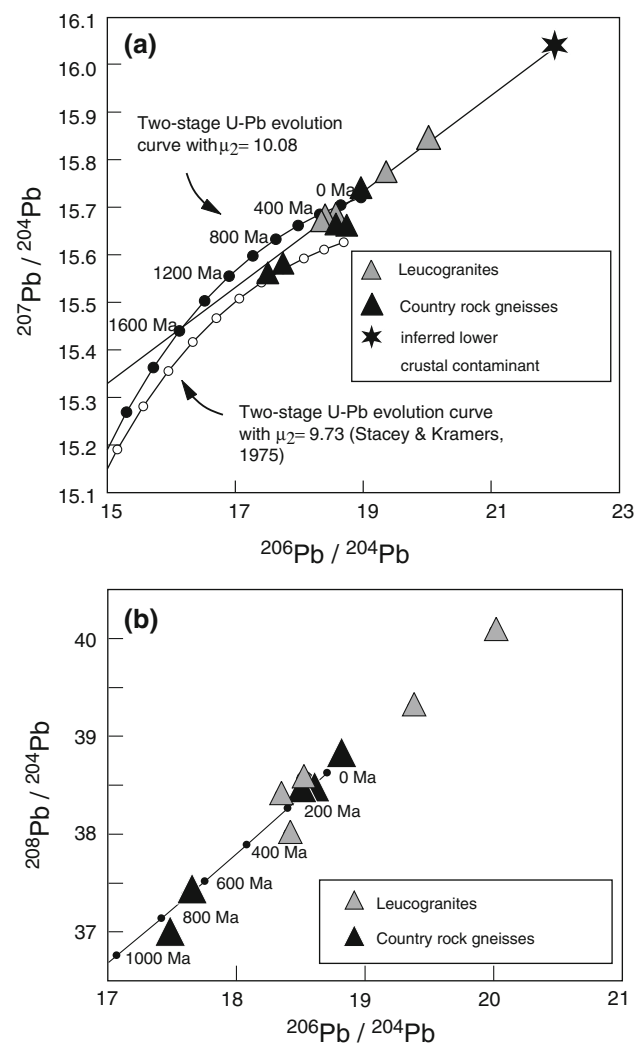 (a)
16.1
16.0
15.9
15.8
15.7
15.6
15.5
15.4
15.3
15.2
15.1
207Pb / 204Pb
Two-stage U-Pb evolution
curve with μ2= 10.08
0 Ma
400 Ma
800 Ma
1200 Ma
1600 Ma
Leucogranites
Country rock gneisses
inferred lower
crustal contaminant
Two-stage U-Pb evolution curve
with μ2= 9.73 (Stacey & Kramers,
1975)
15
17
19
21
23
206Pb / 204Pb
(b)
40
39
38
37
208Pb / 204Pb
0 Ma
200 Ma
400 Ma
600 Ma
800 Ma
1000 Ma
Leucogranites
Country rock gneisses
17
18
19
20
21
206Pb / 204Pb